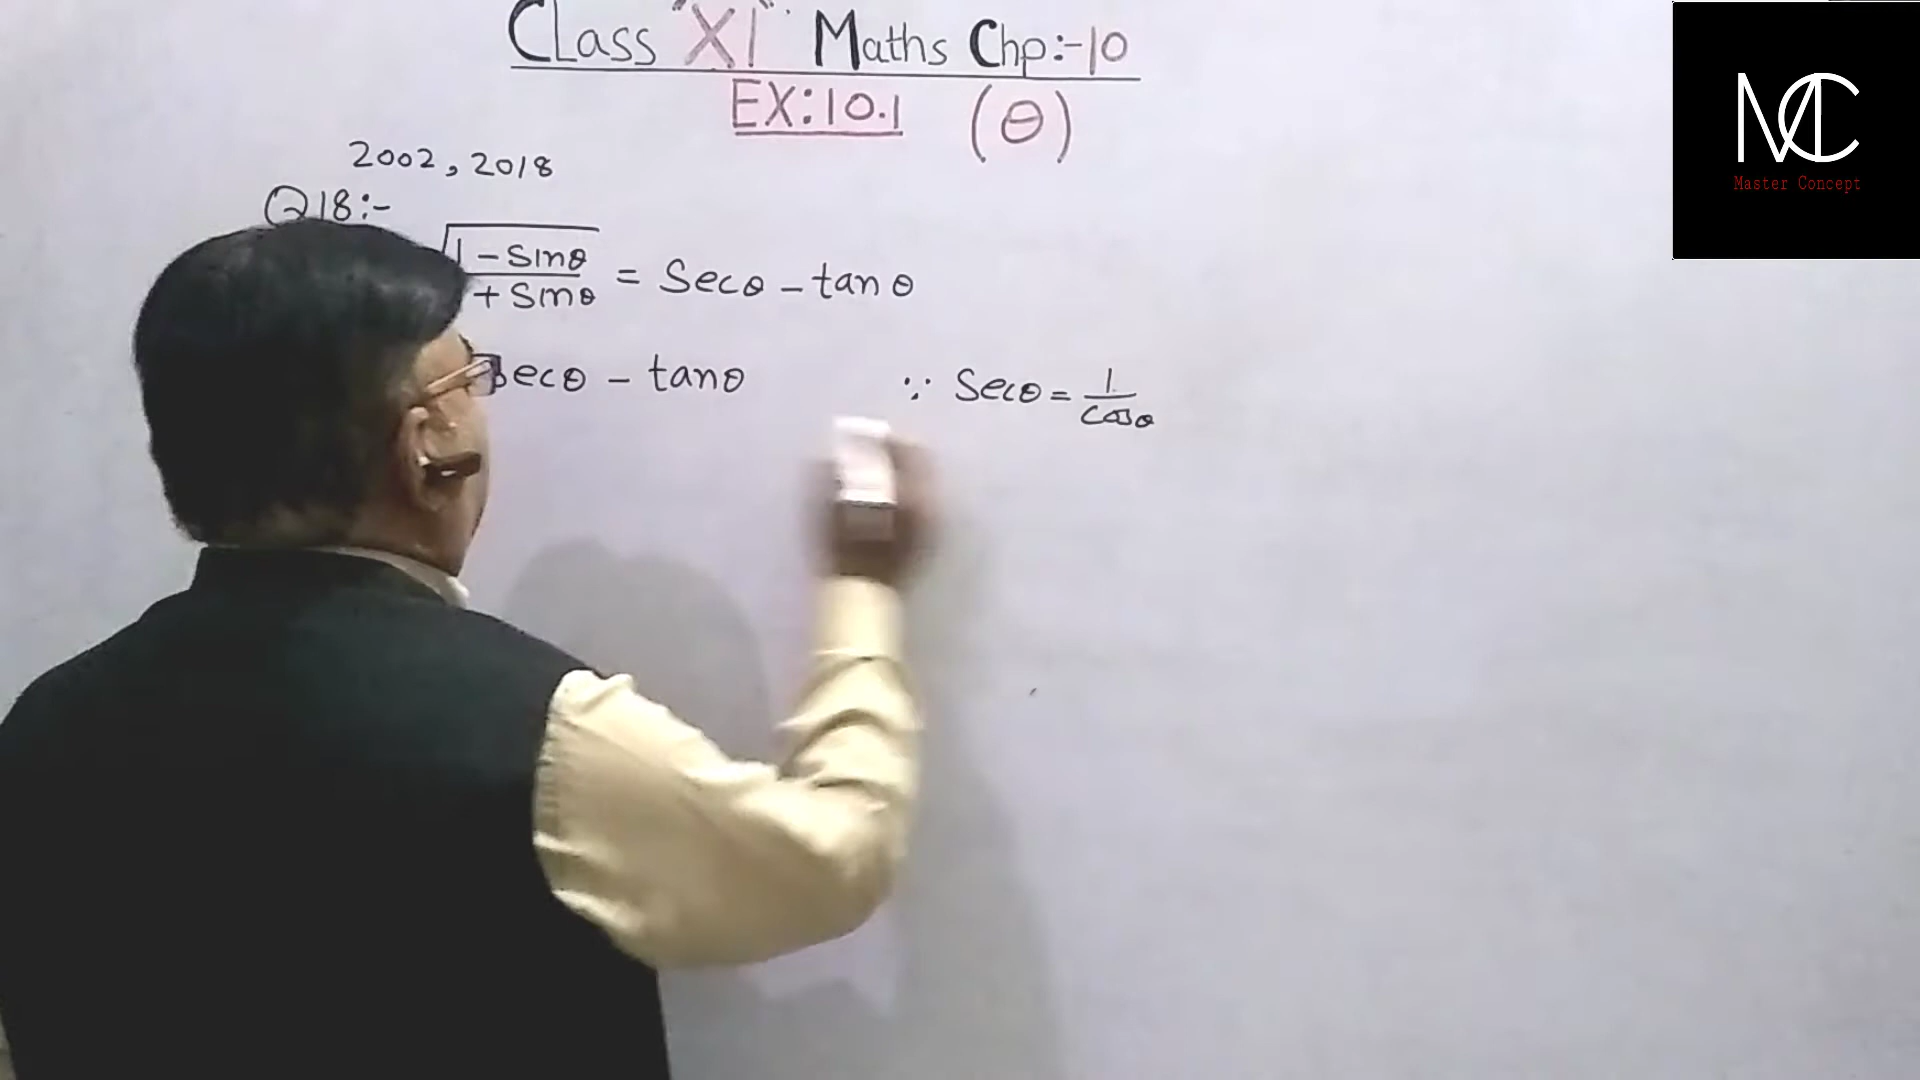 Class "XI" Maths Chp:-10
EX:10.1 (θ)
2002, 2018
Q18:-
√(1 - Sinθ / + Sinθ) = Secθ - tanθ
Secθ - tanθ ∵ Secθ = 1/Cosθ
MC
Master Concept